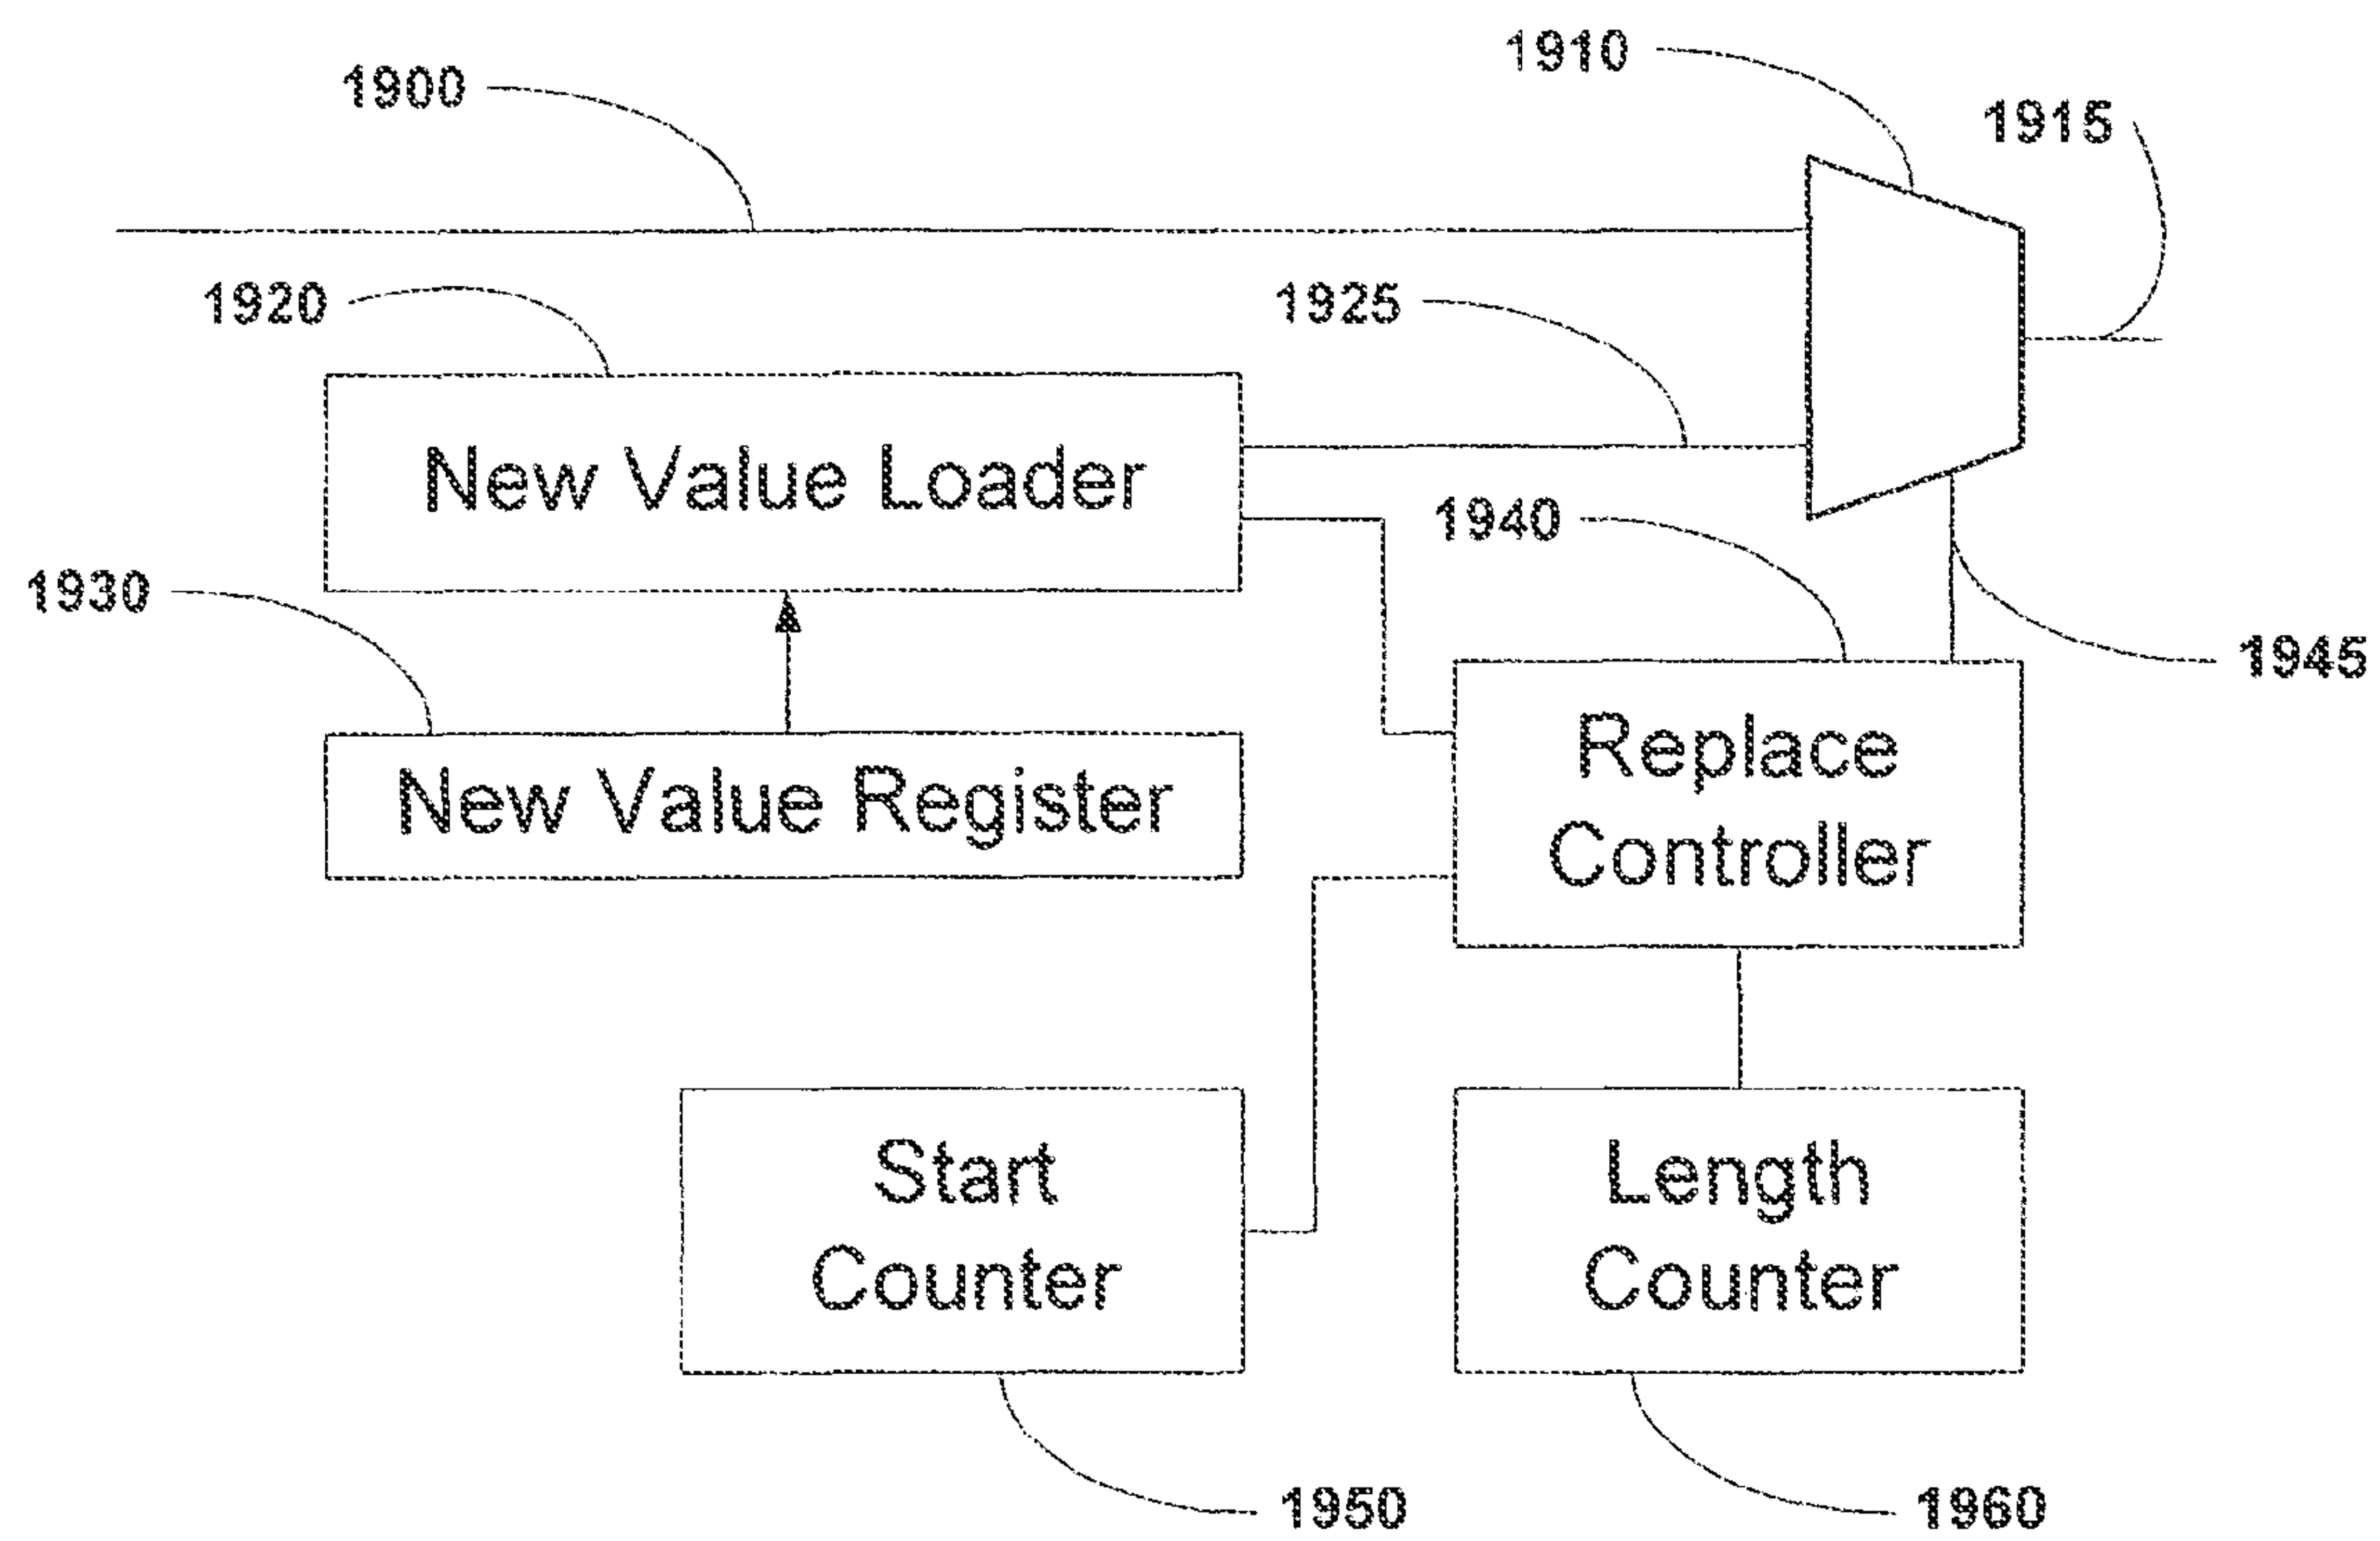 1910
1900
1915
1920
1925
New Value Loader
1940
1930
1945
Replace
Controller
New Value Register
Start
Counter
Length
Counter
1950
1960